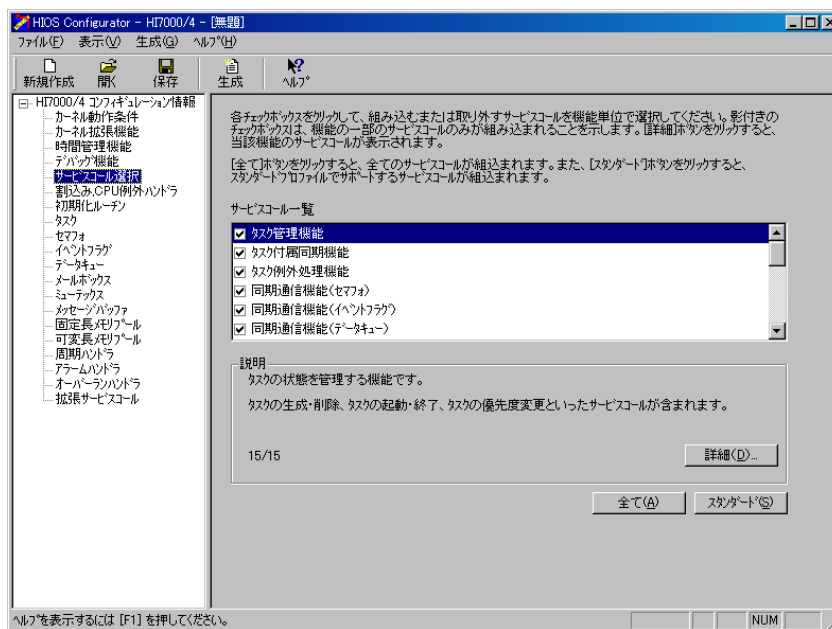 HIOS Configurator - HI7000/4 - [無題]
ファイル(F) 表示(V) 生成(G) ヘルプ(H)
新規作成 開く 保存 生成 ヘルプ
HI7000/4 コンフィギュレーション情報
カーネル動作条件
カーネル拡張機能
時間管理機能
デバッグ機能
サービスコール選択
割込み,CPU例外ハンドラ
初期化ルーチン
タスク
セマフォ
イベントフラグ
データキュー
メールボックス
ミューテックス
メッセージバッファ
固定長メモリプール
可変長メモリプール
周期ハンドラ
アラームハンドラ
オーバーランハンドラ
拡張サービスコール
各チェックボックスをクリックして、組み込むまたは取り外すサービスコールを機能単位で選択してください。影付きの
チェックボックスは、機能の一部のサービスコールのみが組み込まれることを示します。[詳細]ボタンをクリックすると、
当該機能のサービスコールが表示されます。
[全て]ボタンをクリックすると、全てのサービスコールが組込まれます。また、[スタンダード]ボタンをクリックすると、
スタンダードプロファイルでサポートするサービスコールが組込まれます。
サービスコール一覧
タスク管理機能
タスク付属同期機能
タスク例外処理機能
同期通信機能(セマフォ)
同期通信機能(イベントフラグ)
同期通信機能(データキュー)
説明
タスクの状態を管理する機能です。
タスクの生成・削除、タスクの起動・終了、タスクの優先度変更といったサービスコールが含まれます。
15/15
詳細(D)...
全て(A) スタンダード(S)
ヘルプを表示するには [F1] を押してください。
NUM